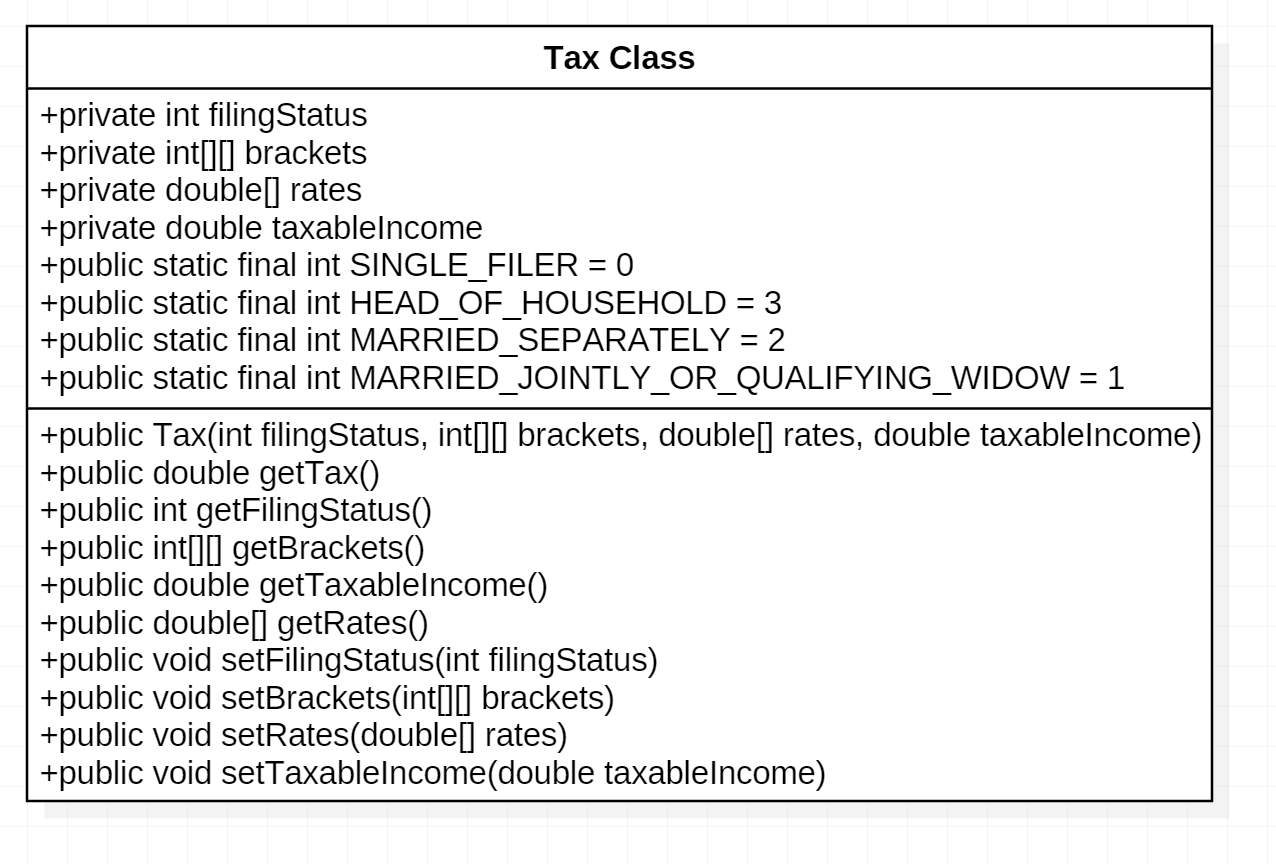 Tax Class
+private int filingStatus
+private int[][] brackets
+private double[] rates
+private double taxableIncome
+public static final int SINGLE_FILER = 0
+public static final int HEAD_OF_HOUSEHOLD = 3
+public static final int MARRIED_SEPARATELY = 2
+public static final int MARRIED_JOINTLY_OR_QUALIFYING_WIDOW = 1
+public Tax(int filingStatus, int[][] brackets, double[] rates, double taxableIncome)
+public double getTax()
+public int getFilingStatus()
+public int[][] getBrackets()
+public double getTaxableIncome()
+public double[] getRates()
+public void setFilingStatus(int filingStatus)
+public void setBrackets(int[][] brackets)
+public void setRates(double[] rates)
+public void setTaxableIncome(double taxableIncome)